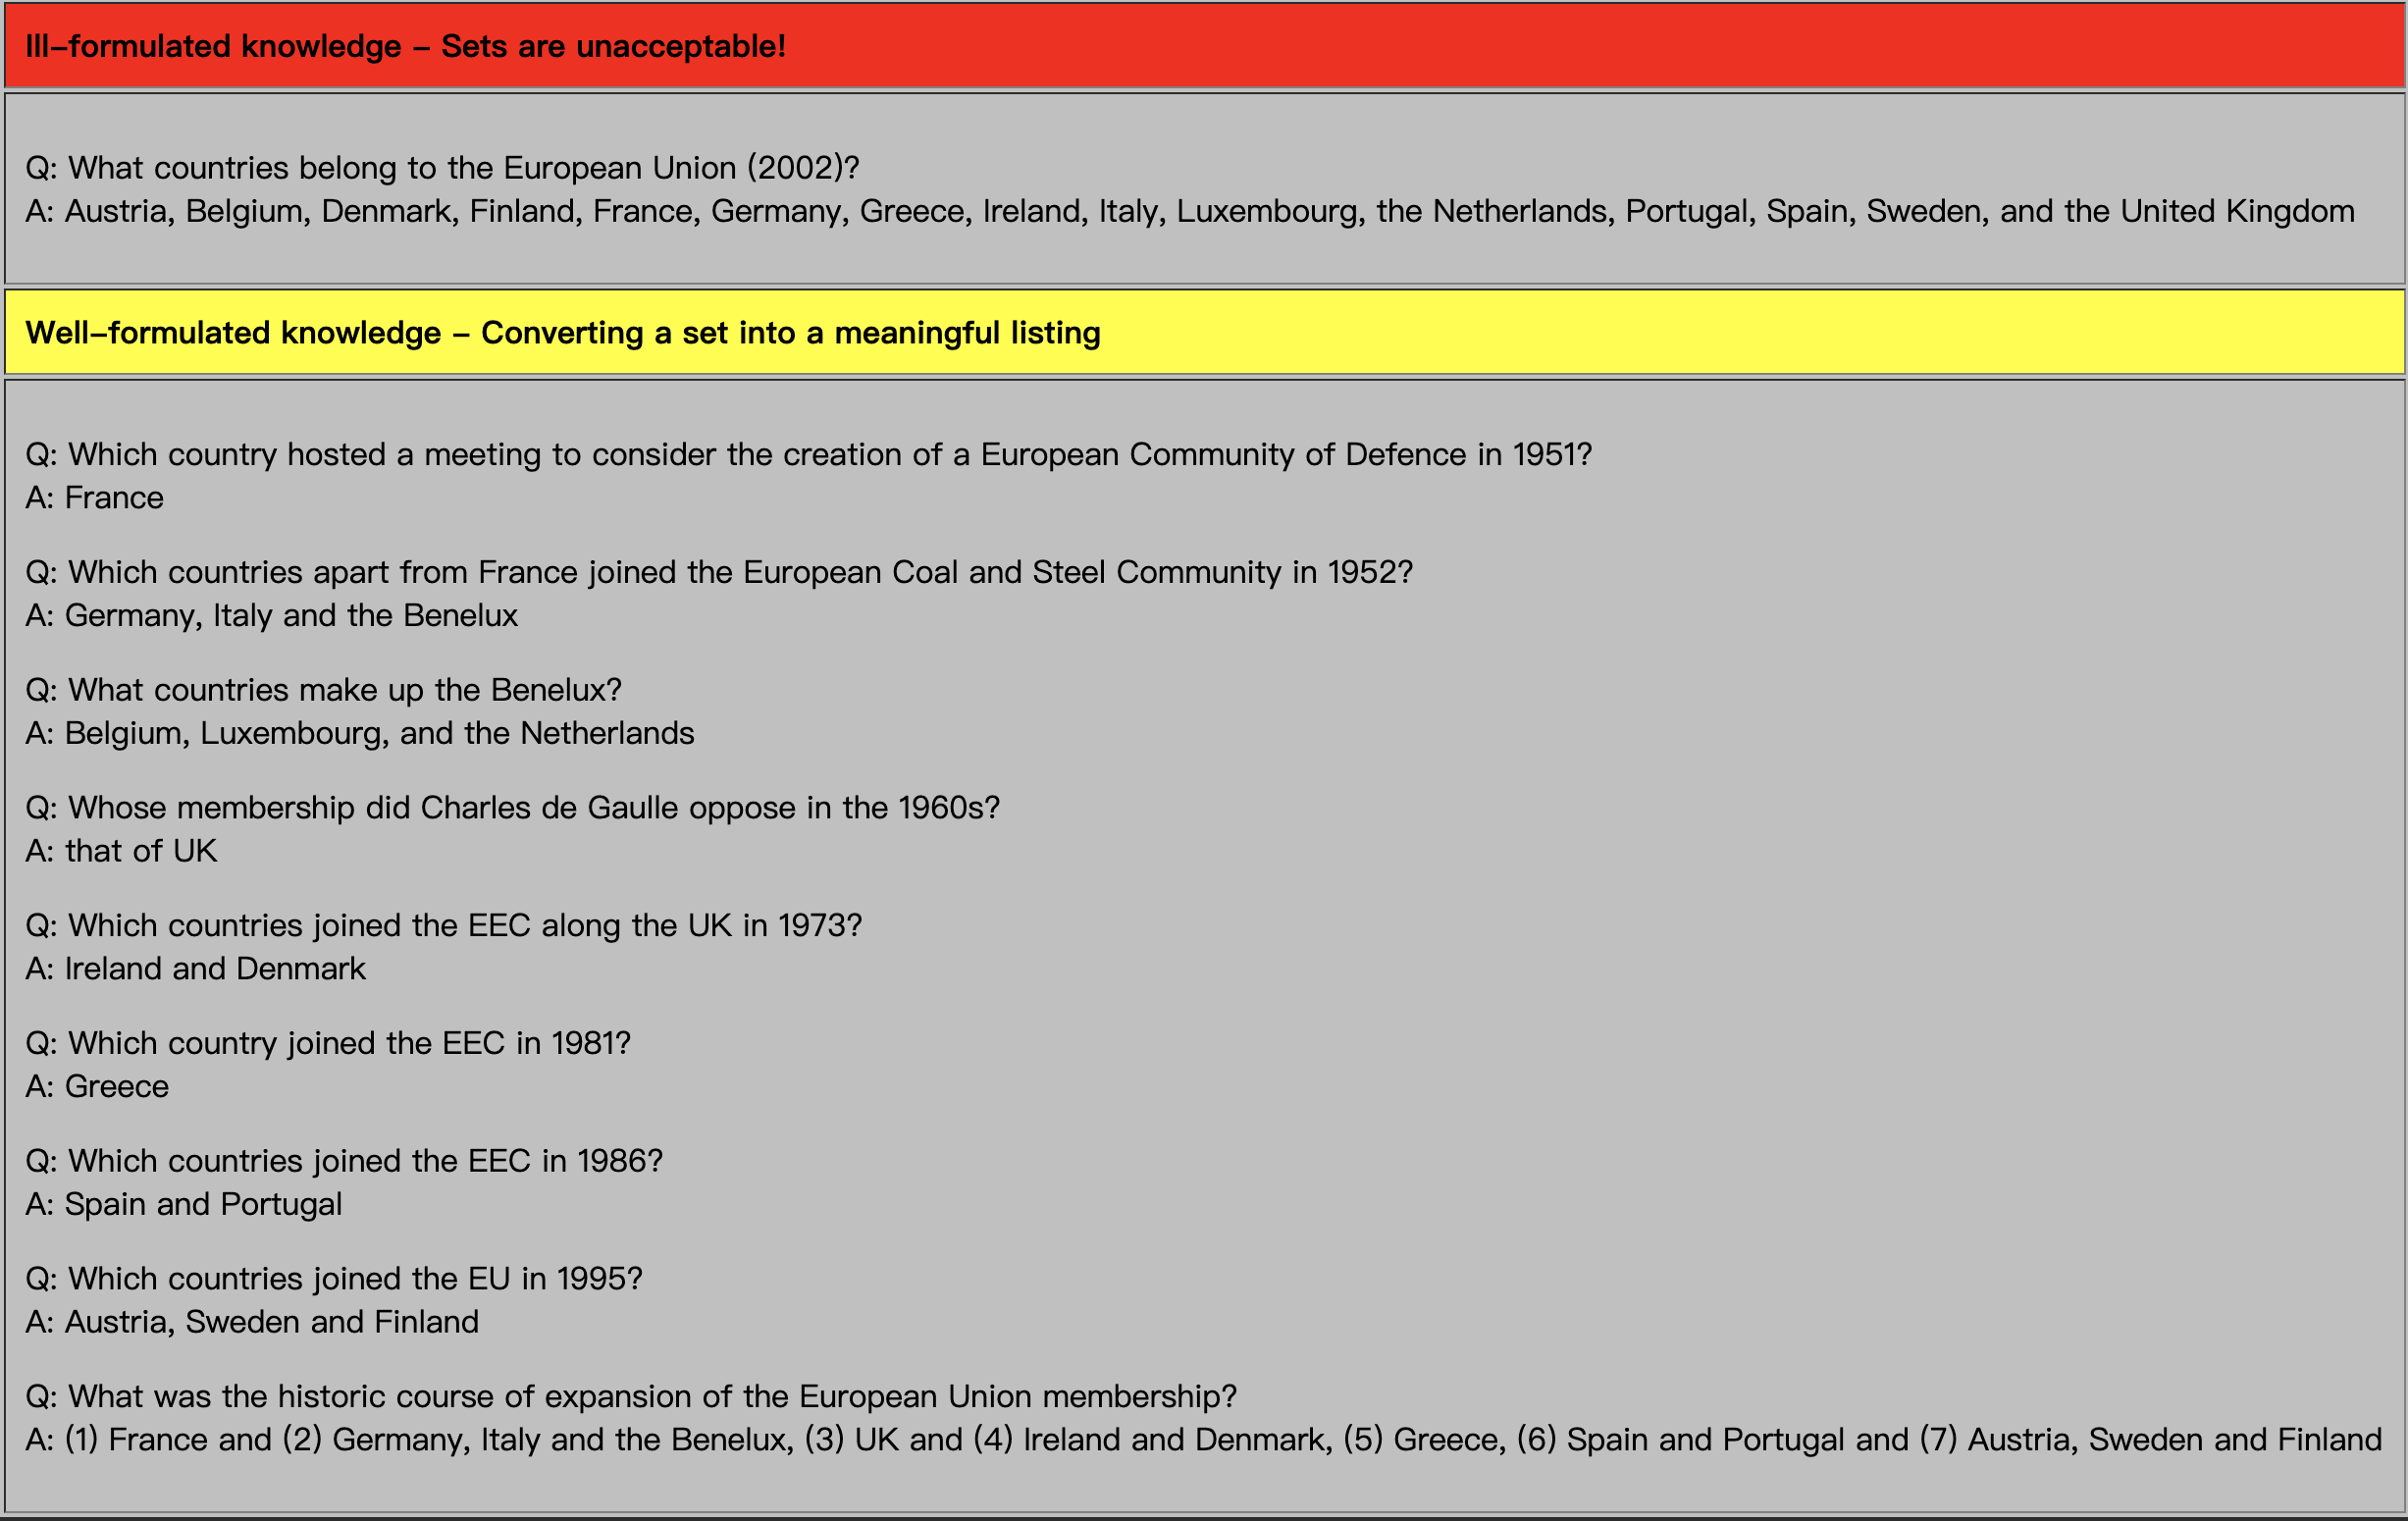 Ill–formulated knowledge – Sets are unacceptable!
Q: What countries belong to the European Union (2002)?
A: Austria, Belgium, Denmark, Finland, France, Germany, Greece, Ireland, Italy, Luxembourg, the Netherlands, Portugal, Spain, Sweden, and the United Kingdom
Well–formulated knowledge – Converting a set into a meaningful listing
Q: Which country hosted a meeting to consider the creation of a European Community of Defence in 1951?
A: France
Q: Which countries apart from France joined the European Coal and Steel Community in 1952?
A: Germany, Italy and the Benelux
Q: What countries make up the Benelux?
A: Belgium, Luxembourg, and the Netherlands
Q: Whose membership did Charles de Gaulle oppose in the 1960s?
A: that of UK
Q: Which countries joined the EEC along the UK in 1973?
A: Ireland and Denmark
Q: Which country joined the EEC in 1981?
A: Greece
Q: Which countries joined the EEC in 1986?
A: Spain and Portugal
Q: Which countries joined the EU in 1995?
A: Austria, Sweden and Finland
Q: What was the historic course of expansion of the European Union membership?
A: (1) France and (2) Germany, Italy and the Benelux, (3) UK and (4) Ireland and Denmark, (5) Greece, (6) Spain and Portugal and (7) Austria, Sweden and Finland